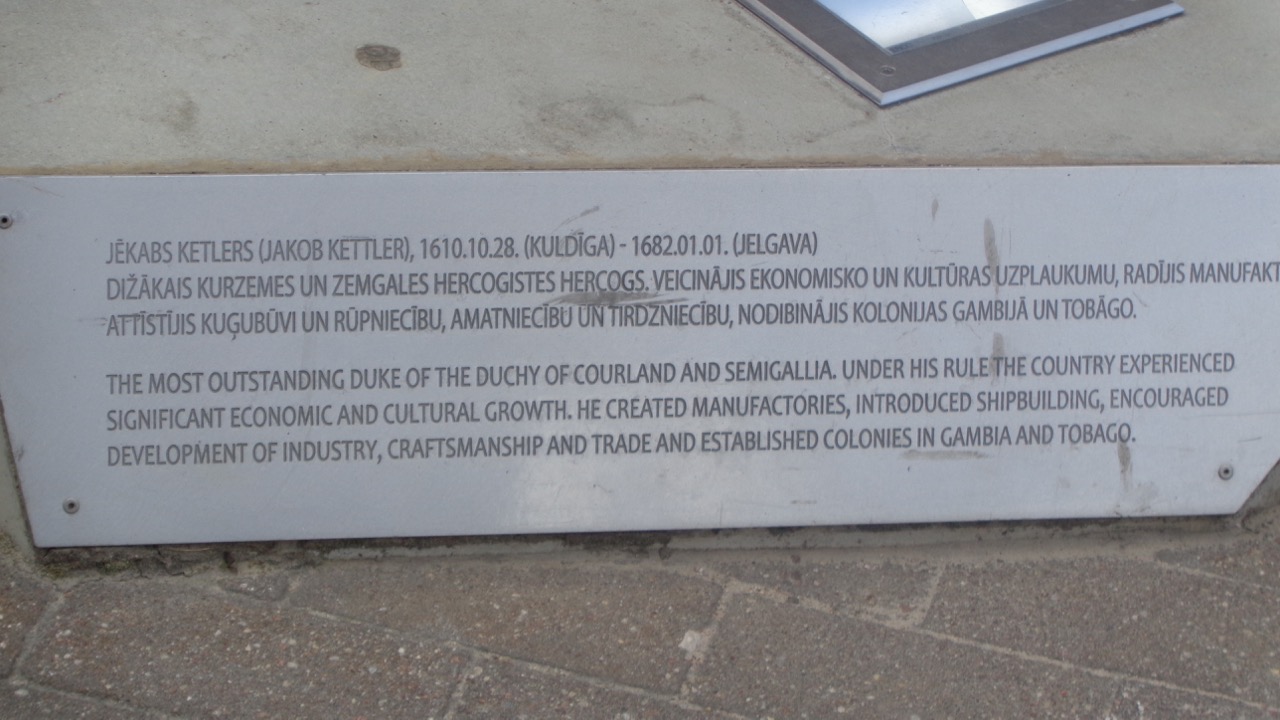 JĒKABS KETLERS (JAKOB KETTLER), 1610.10.28. (KULDĪGA) - 1682.01.01. (JELGAVA)
DIŽĀKAIS KURZEMES UN ZEMGALES HERCOGISTES HERCOGS. VEICINĀJIS EKONOMISKO UN KULTŪRAS UZPLAUKUMU, RADĪJIS MANUFAKT
ATTĪSTĪJIS KUĢUBŪVI UN RŪPNIECĪBU, AMATNIECĪBU UN TIRDZNIECĪBU, NODIBINĀJIS KOLONIJAS GAMBIJĀ UN TOBĀGO.
THE MOST OUTSTANDING DUKE OF THE DUCHY OF COURLAND AND SEMIGALLIA. UNDER HIS RULE THE COUNTRY EXPERIENCED
SIGNIFICANT ECONOMIC AND CULTURAL GROWTH. HE CREATED MANUFACTORIES, INTRODUCED SHIPBUILDING, ENCOURAGED
DEVELOPMENT OF INDUSTRY, CRAFTSMANSHIP AND TRADE AND ESTABLISHED COLONIES IN GAMBIA AND TOBAGO.